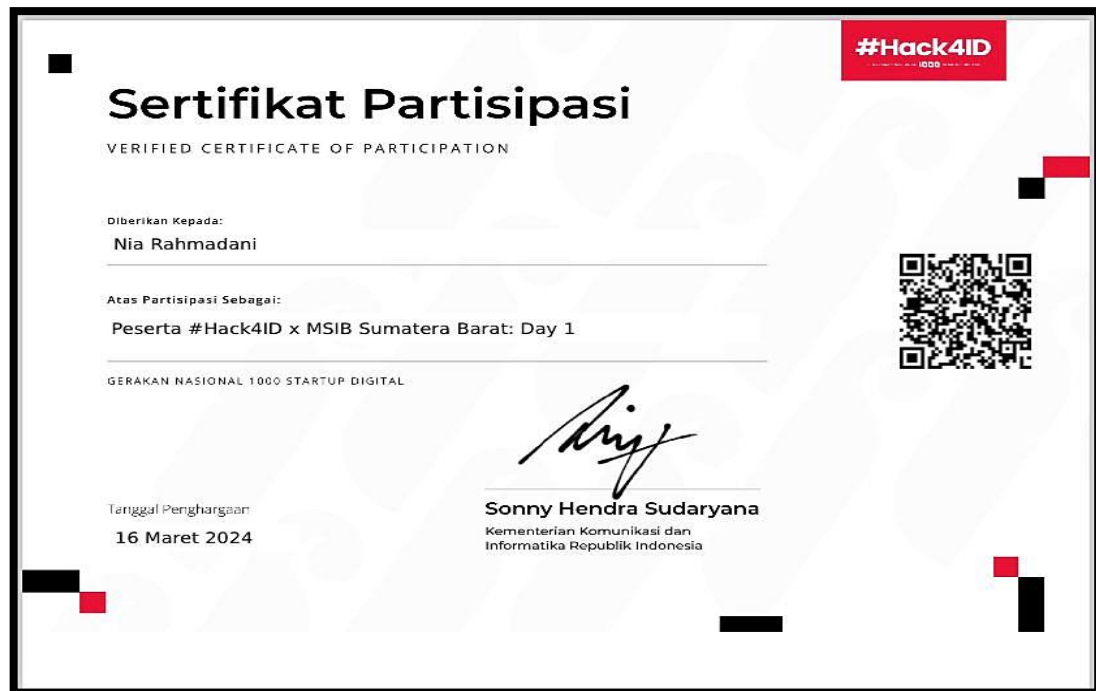 #Hack4ID
1000
Sertifikat Partisipasi
VERIFIED CERTIFICATE OF PARTICIPATION
Diberikan Kepada:
Nia Rahmadani
Atas Partisipasi Sebagai:
Peserta #Hack4ID x MSIB Sumatera Barat: Day 1
GERAKAN NASIONAL 1000 STARTUP DIGITAL
Tanggal Penghargaan
16 Maret 2024
Sonny Hendra Sudaryana
Kementerian Komunikasi dan
Informatika Republik Indonesia